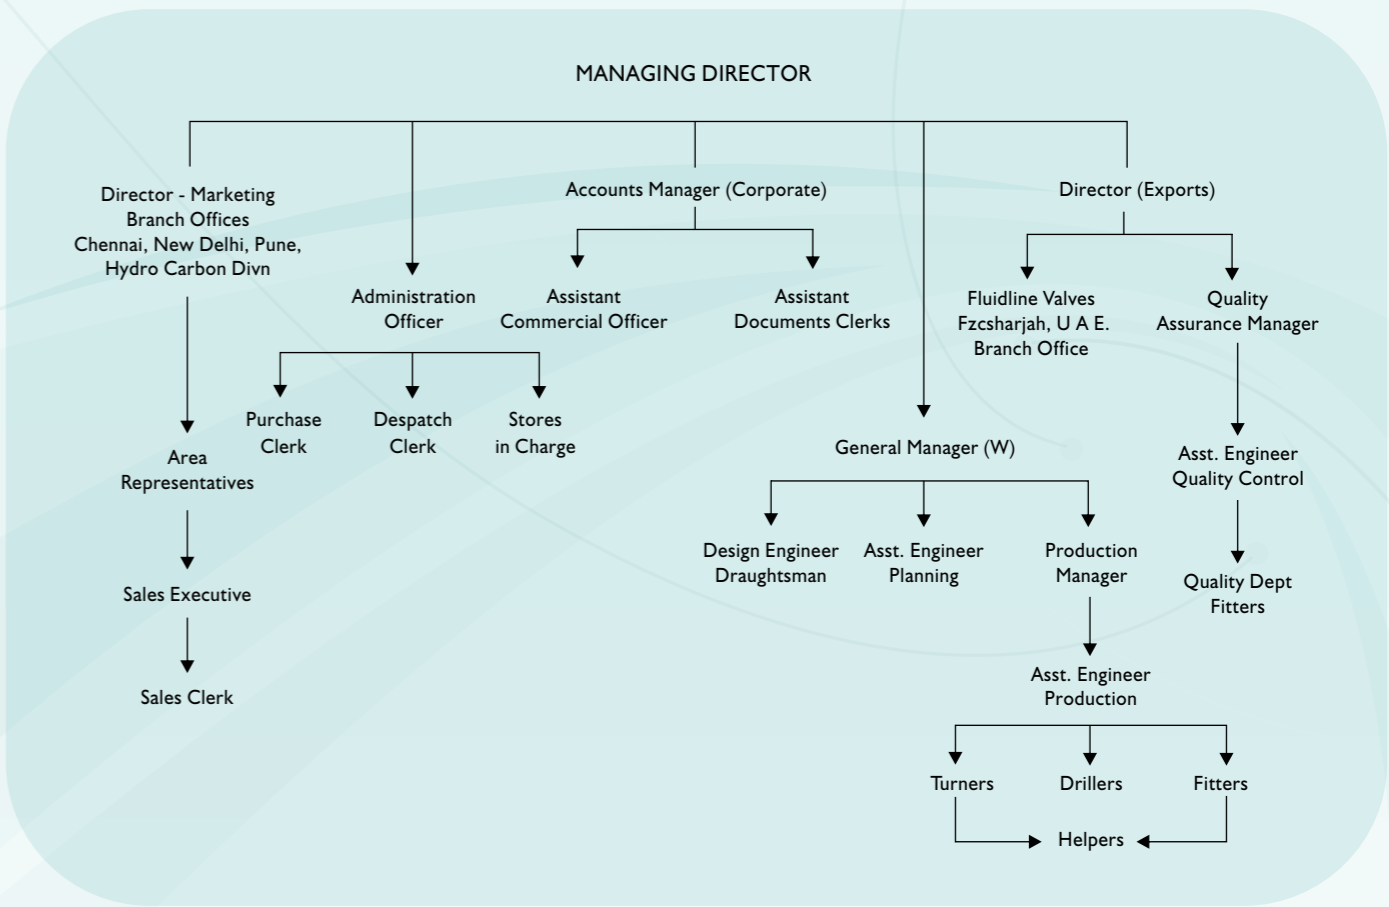 MANAGING DIRECTOR
Director - Marketing
Branch Offices
Chennai, New Delhi, Pune,
Hydro Carbon Divn
Accounts Manager (Corporate)
Director (Exports)
Administration
Officer
Assistant
Commercial Officer
Assistant
Documents Clerks
Fluidline Valves
Fzcsharjah, U A E.
Branch Office
Quality
Assurance Manager
Purchase
Clerk
Despatch
Clerk
Stores
in Charge
Area
Representatives
General Manager (W)
Asst. Engineer
Quality Control
Design Engineer
Draughtsman
Asst. Engineer
Planning
Production
Manager
Quality Dept
Fitters
Sales Executive
Asst. Engineer
Production
Sales Clerk
Turners
Drillers
Fitters
Helpers